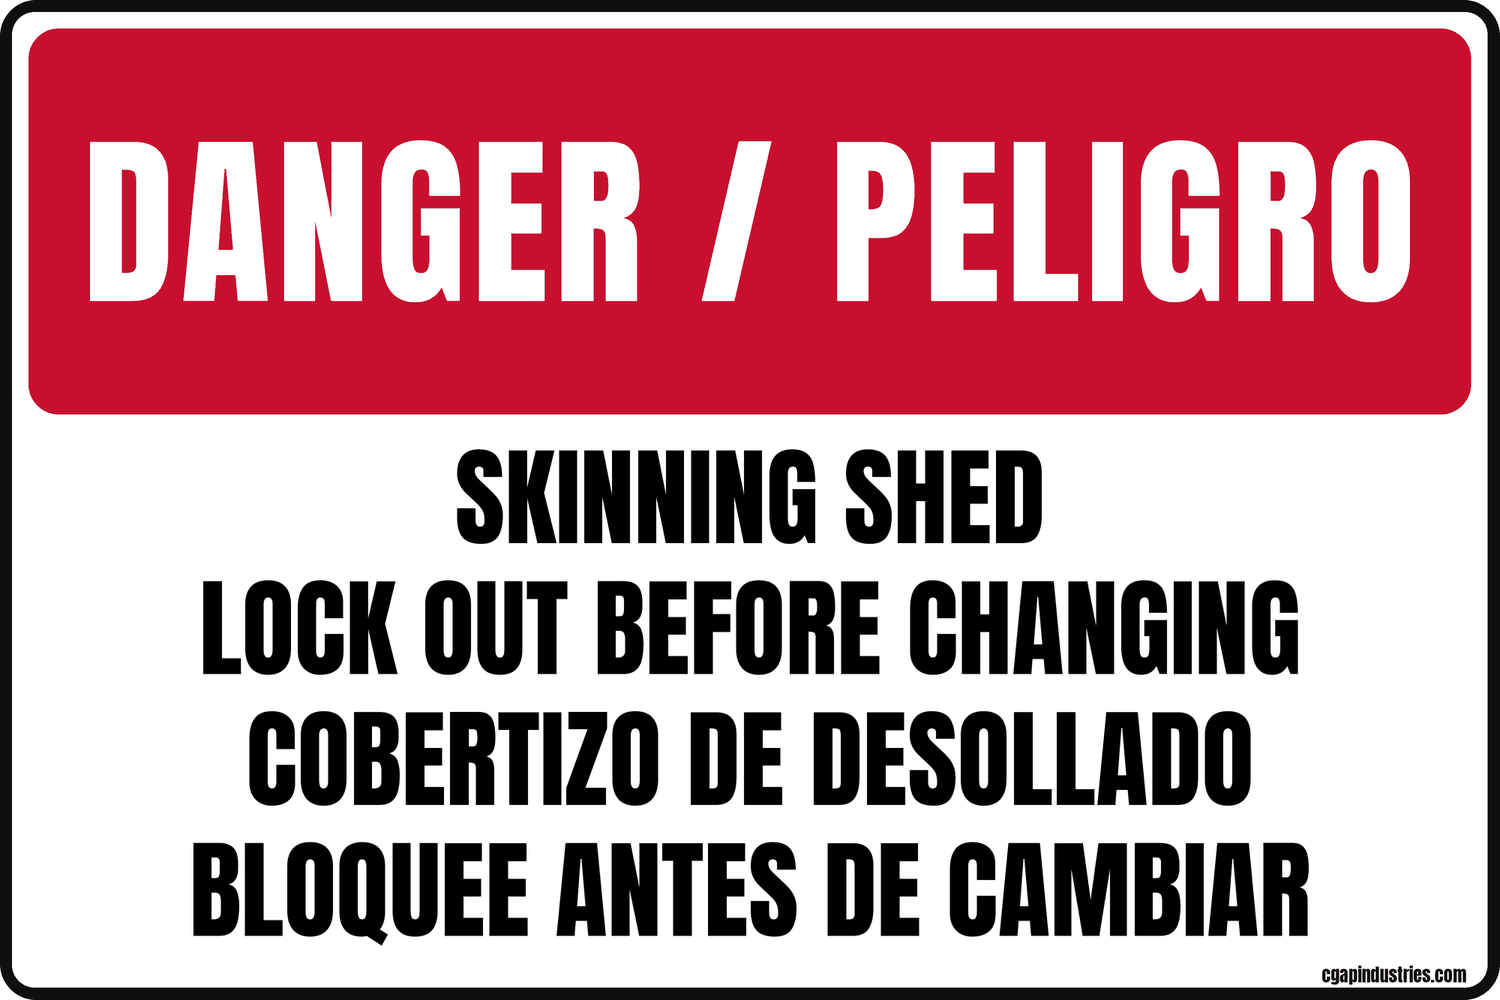 DANGER / PELIGRO
SKINNING SHED
LOCK OUT BEFORE CHANGING
COBERTIZO DE DESOLLADO
BLOQUEE ANTES DE CAMBIAR
cgapindustries.com